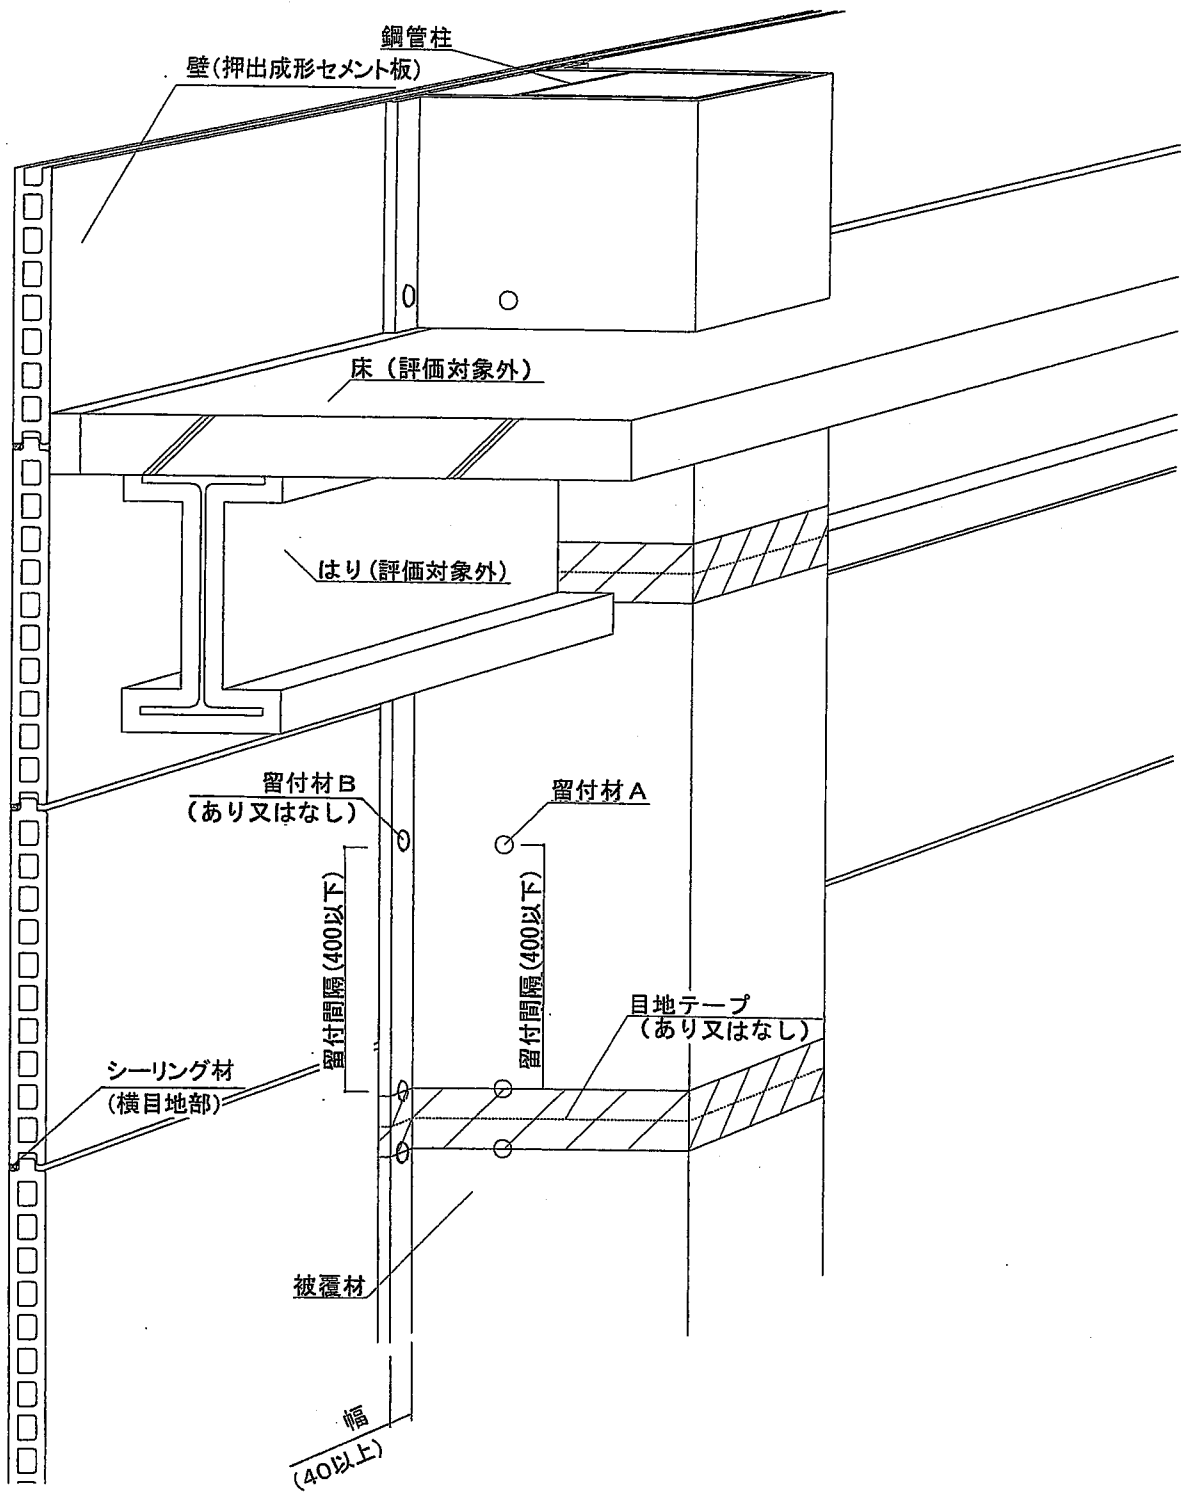 鋼管柱
壁(押出成形セメント板)
床（評価対象外）
はり(評価対象外)
留付材B
(あり又はなし)
留付材A
留付間隔(400以下)
留付間隔(400以下)
目地テープ
(あり又はなし)
シーリング材
(横目地部)
被覆材
幅
(40以上)